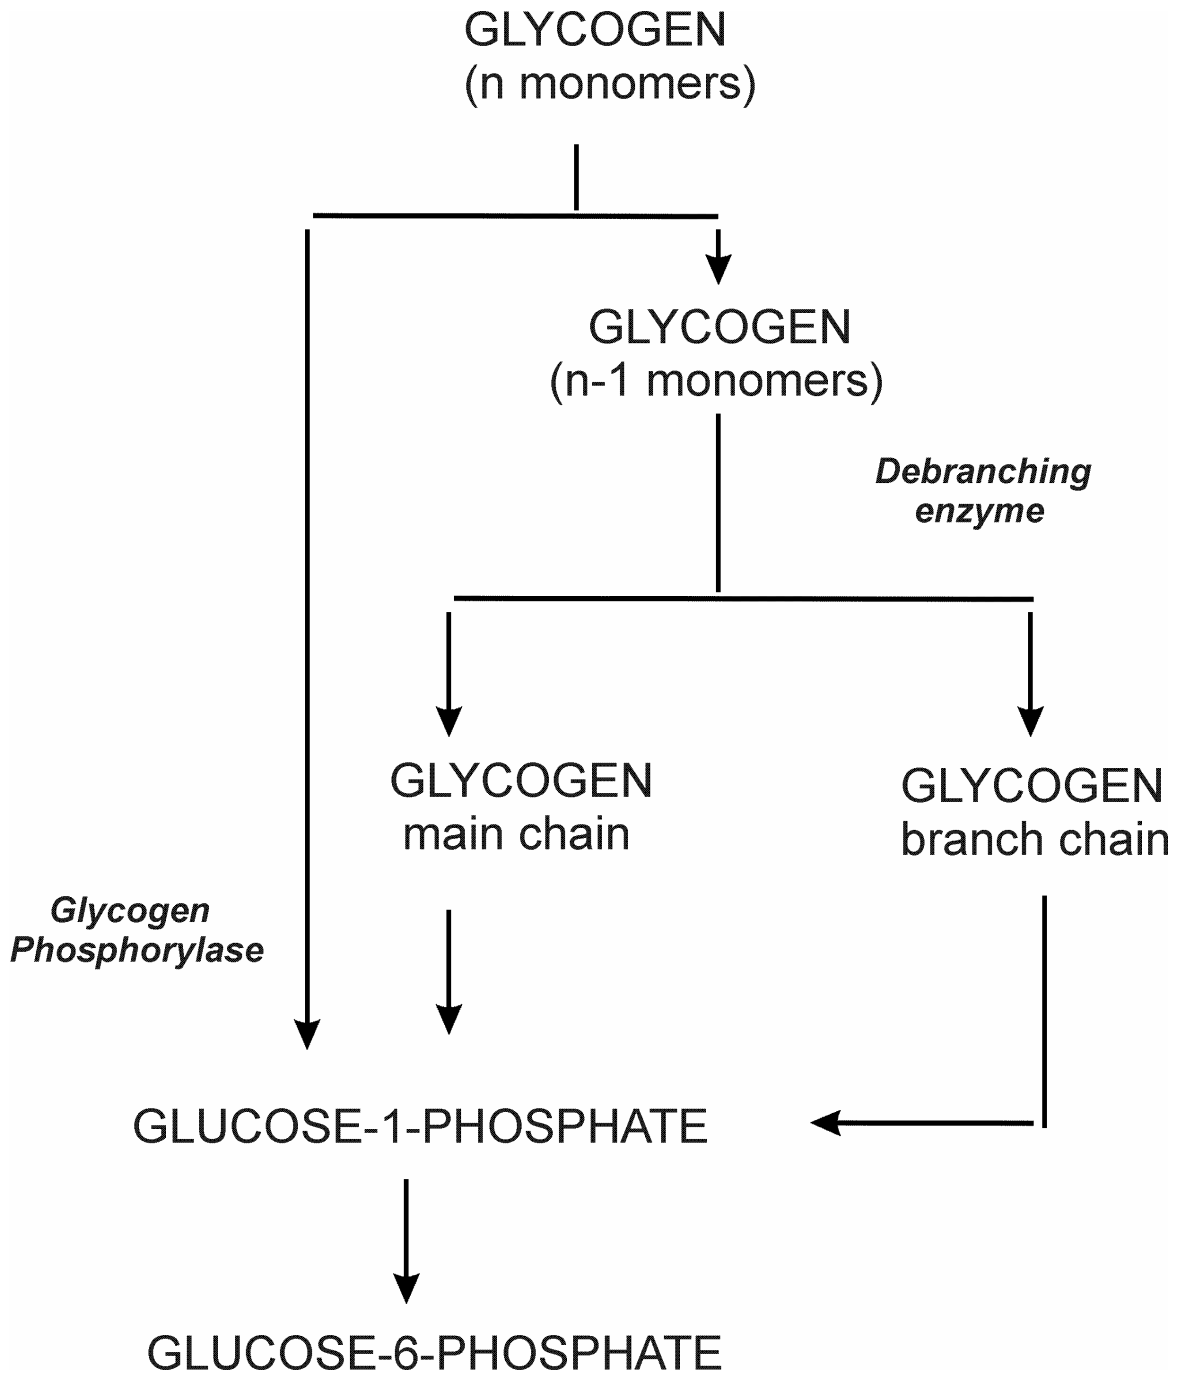 GLYCOGEN
(n monomers)
GLYCOGEN
(n-1 monomers)
Debranching
enzyme
GLYCOGEN
main chain
GLYCOGEN
branch chain
Glycogen
Phosphorylase
GLUCOSE-1-PHOSPHATE
GLUCOSE-6-PHOSPHATE